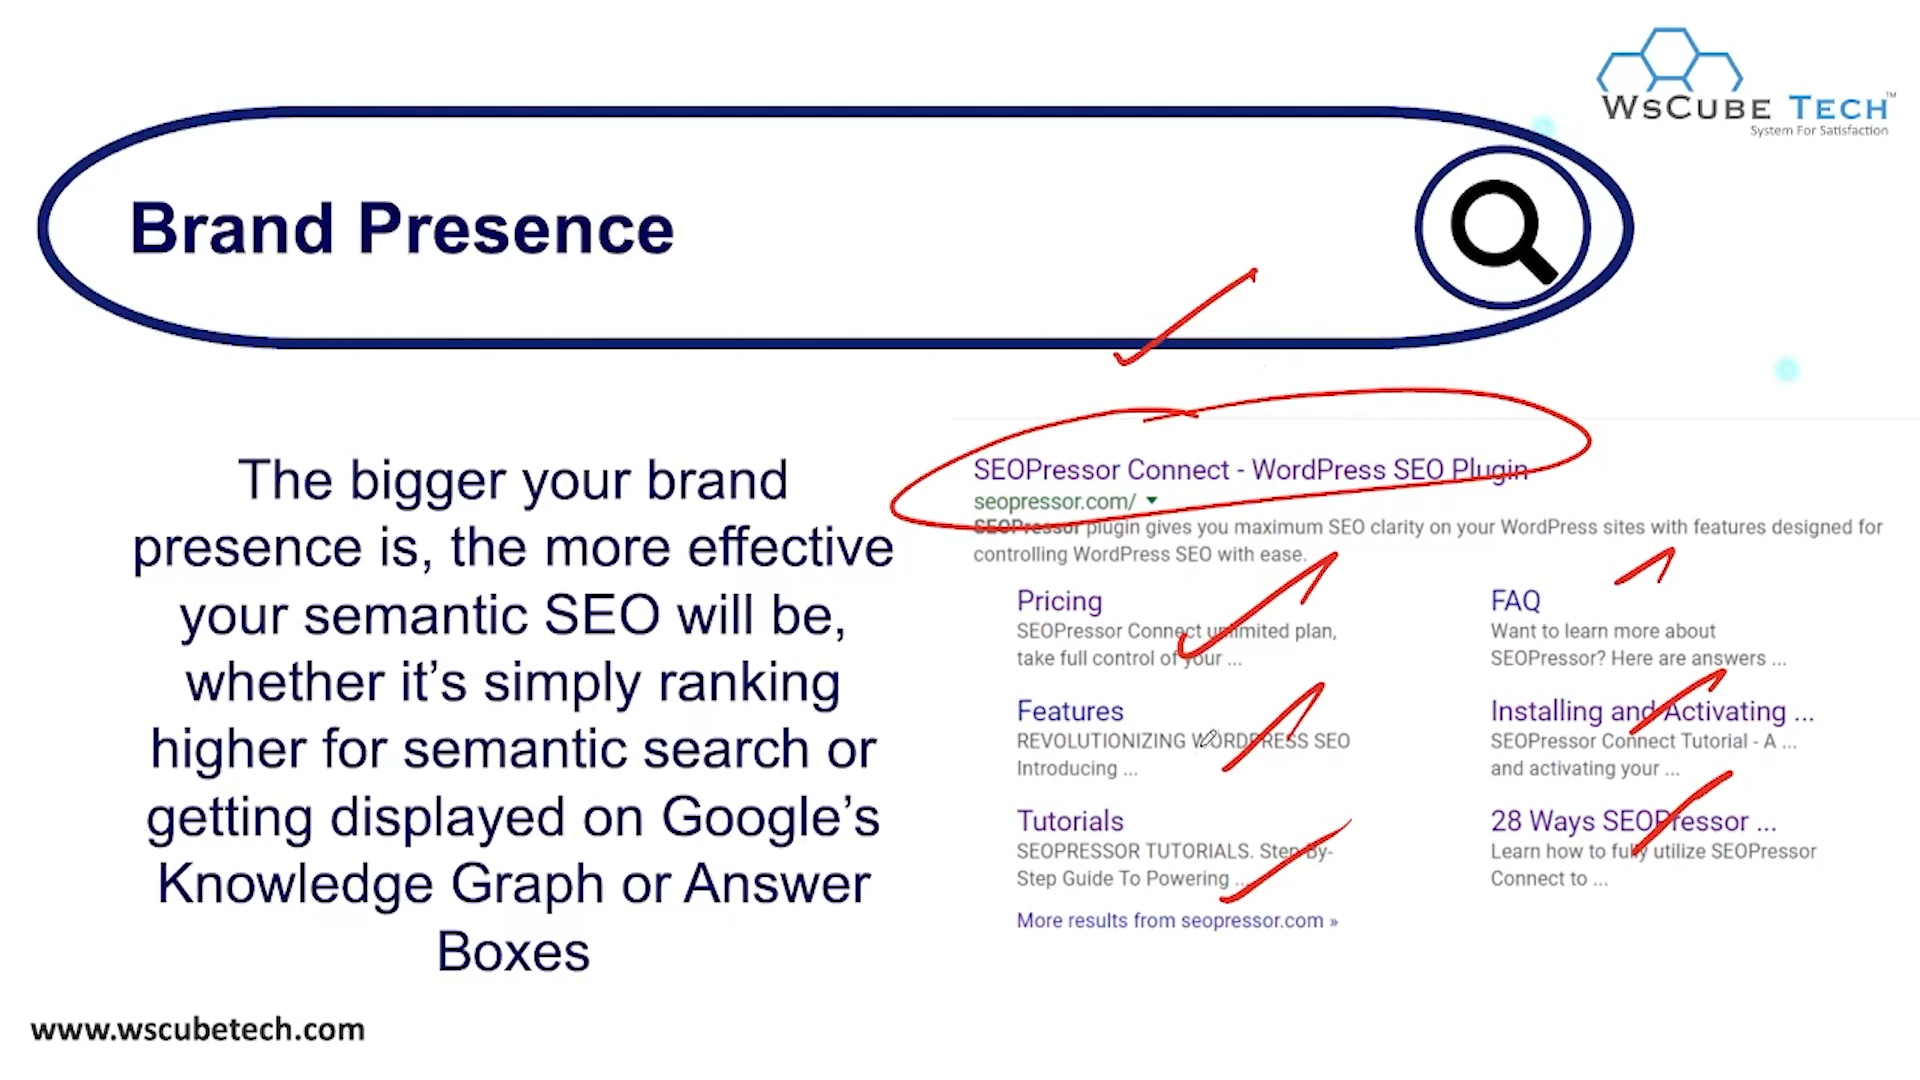 WSCUBE TECH™
System For Satisfaction
Brand Presence
The bigger your brand
presence is, the more effective
your semantic SEO will be,
whether it’s simply ranking
higher for semantic search or
getting displayed on Google’s
Knowledge Graph or Answer
Boxes
SEOPressor Connect - WordPress SEO Plugin
seopressor.com/
SEOPressor plugin gives you maximum SEO clarity on your WordPress sites with features designed for
controlling WordPress SEO with ease.
Pricing
SEOPressor Connect unlimited plan,
take full control of your ...
Features
REVOLUTIONIZING WORDPRESS SEO
Introducing ...
Tutorials
SEOPRESSOR TUTORIALS. Step-By-
Step Guide To Powering ...
More results from seopressor.com »
FAQ
Want to learn more about
SEOPressor? Here are answers ...
Installing and Activating ...
SEOPressor Connect Tutorial - A ...
and activating your ...
28 Ways SEOPressor ...
Learn how to fully utilize SEOPressor
Connect to ...
www.wscubetech.com